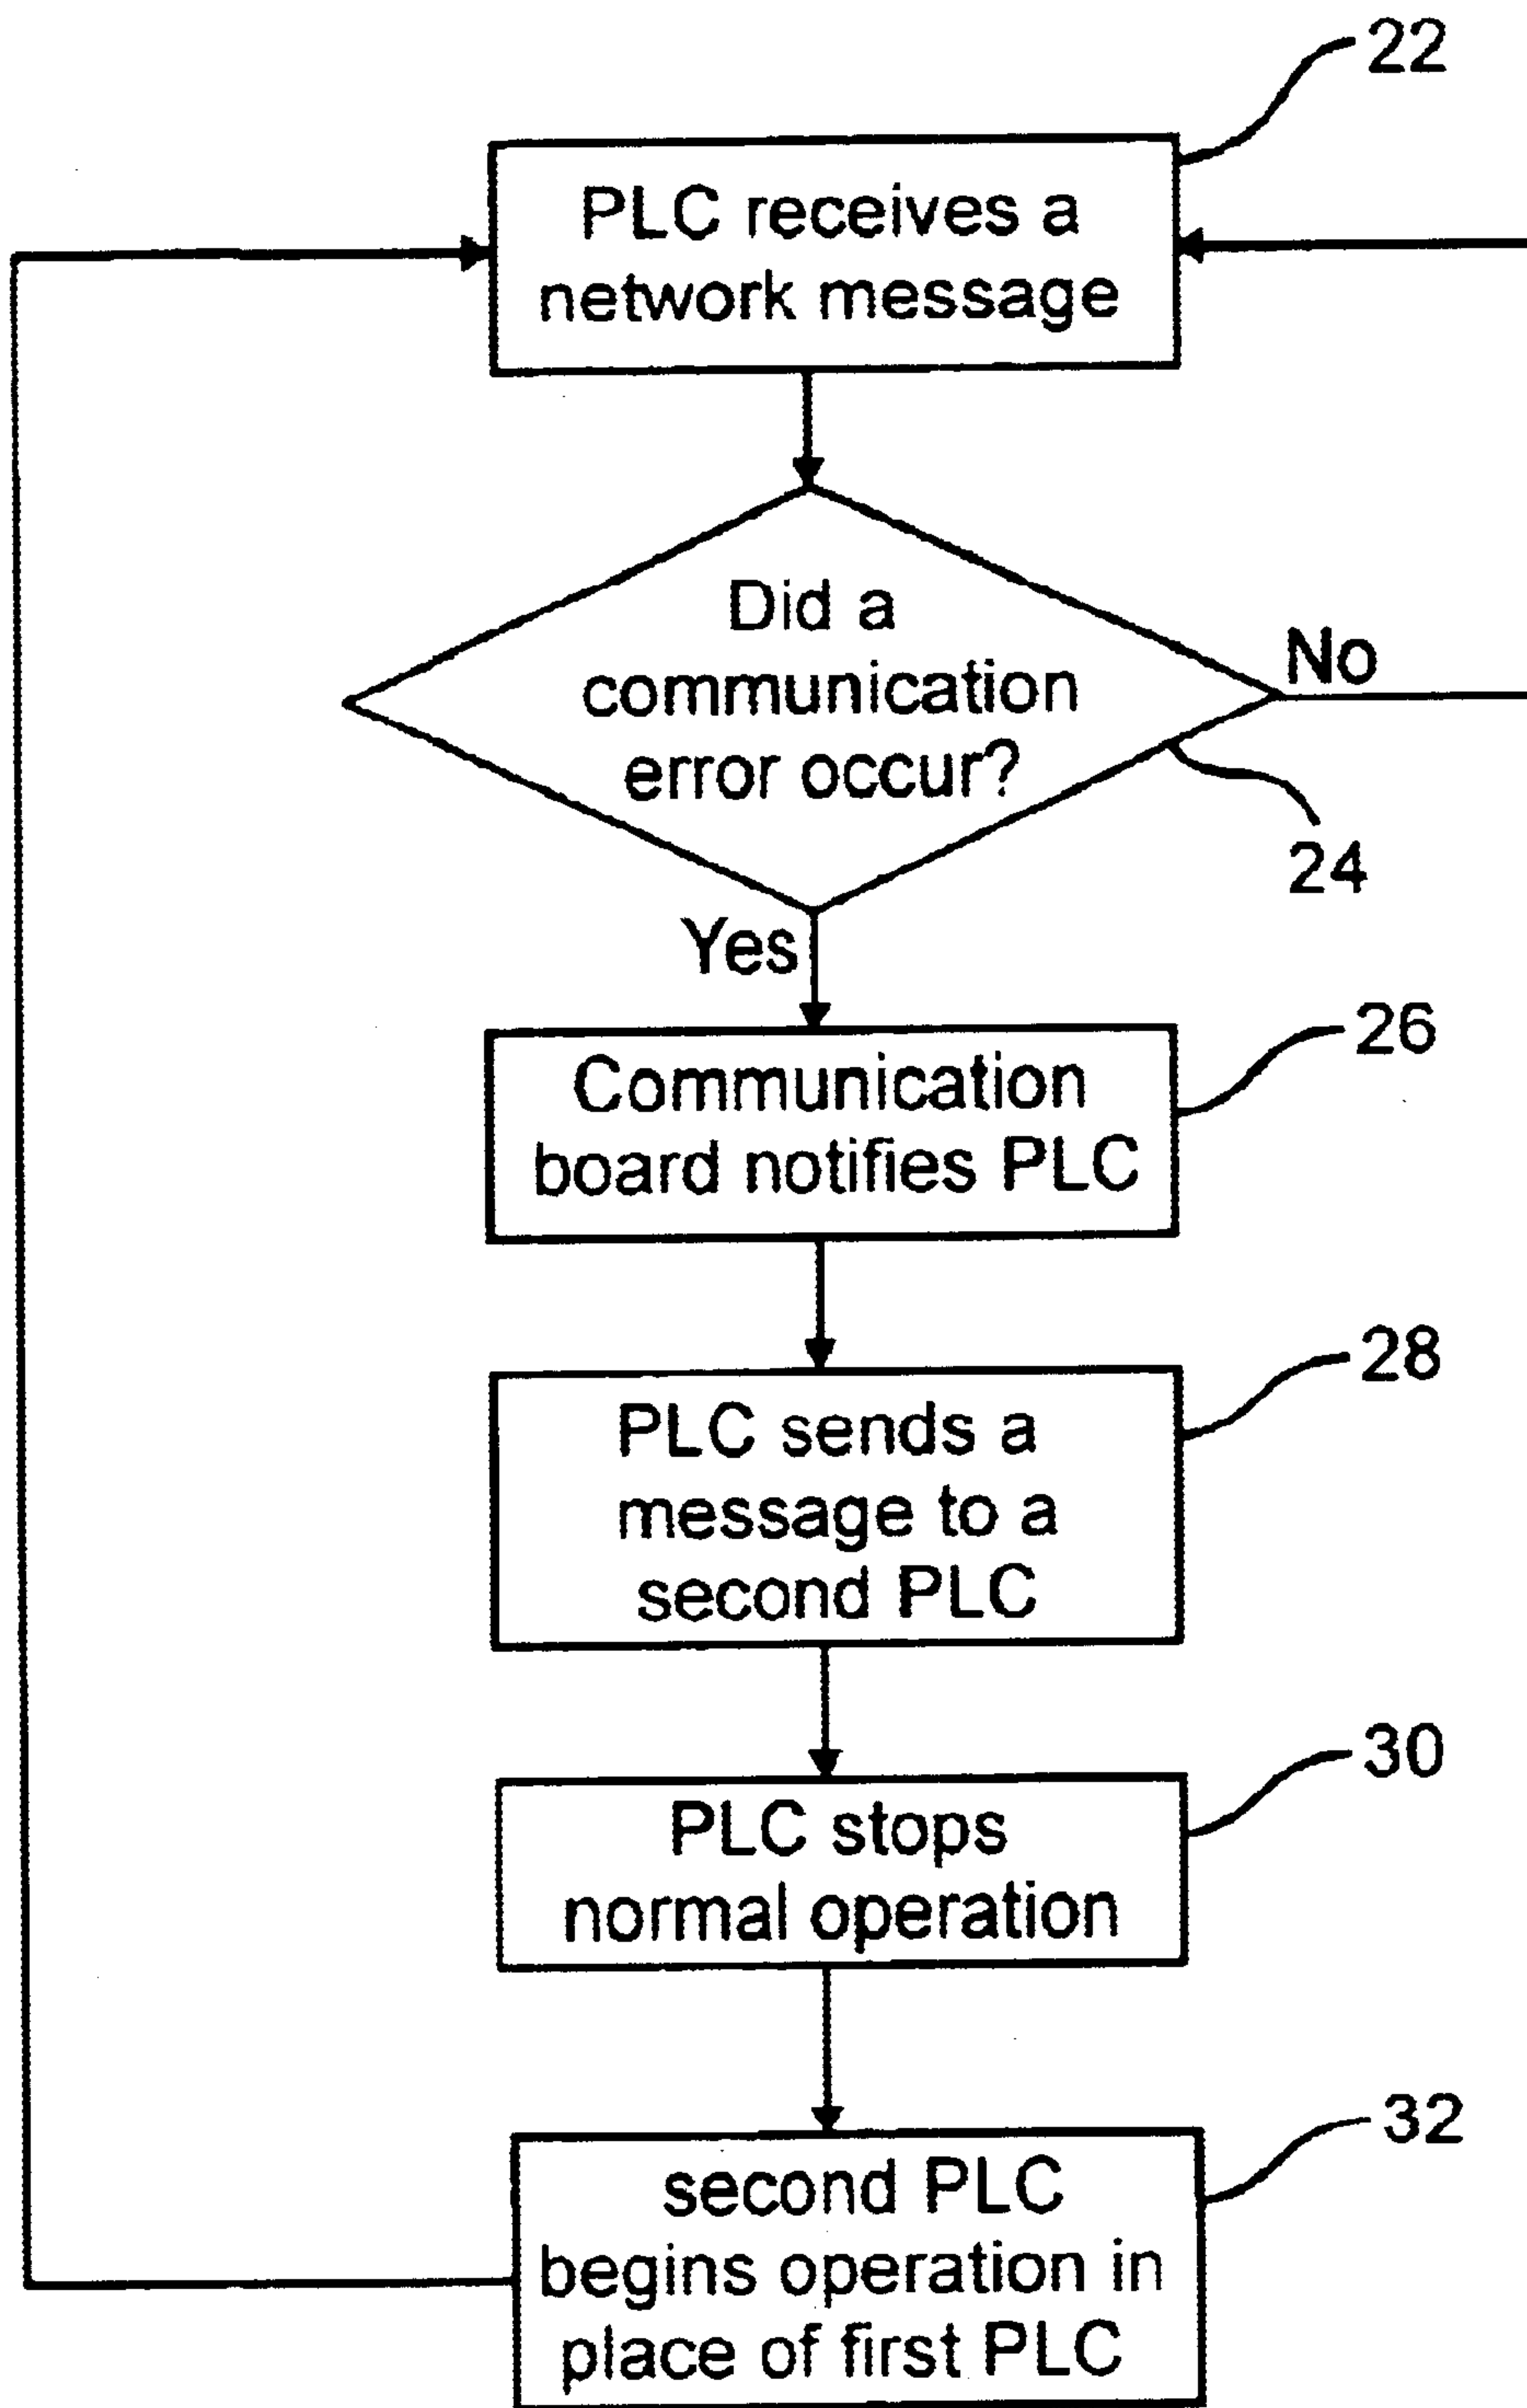 22
PLC receives a
network message
Did a
communication
error occur?
No
24
Yes
26
Communication
board notifies PLC
28
PLC sends a
message to a
second PLC
30
PLC stops
normal operation
32
second PLC
begins operation in
place of first PLC